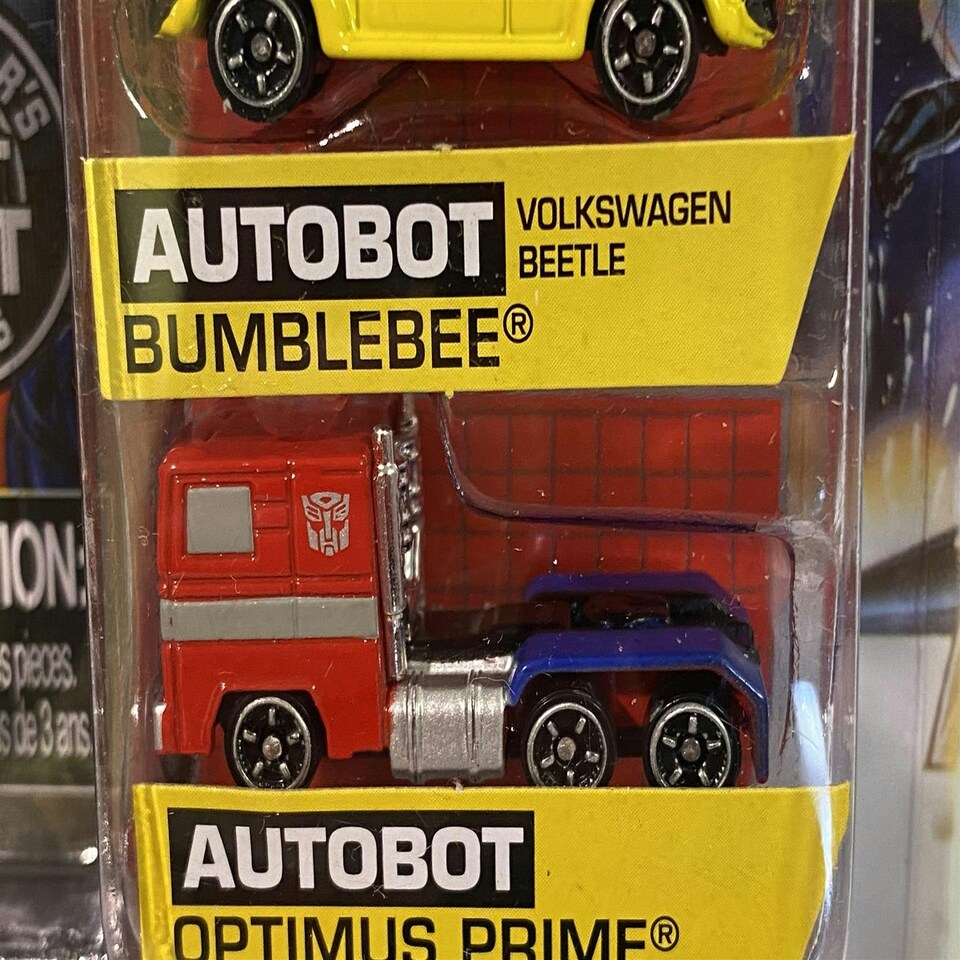 AUTOBOT
VOLKSWAGEN
BEETLE
BUMBLEBEE®
ION:
s pieces.
s de 3 ans
AUTOBOT
OPTIMUS PRIME®